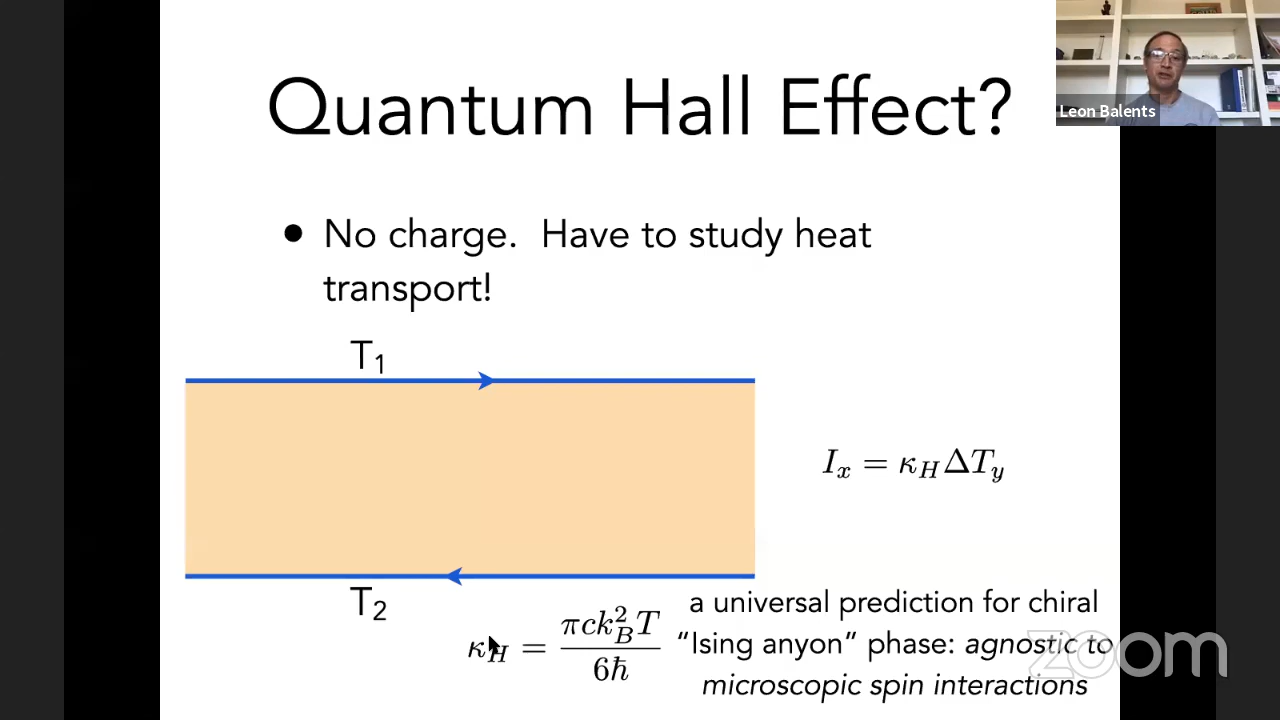 Quantum Hall Effect?
Leon Balents
• No charge. Have to study heat
transport!
T₁
Iₓ = κ_H ΔT_y
T₂
κ_H = πck_B²T / 6ħ
a universal prediction for chiral
“Ising anyon” phase: agnostic to
microscopic spin interactions
zoom